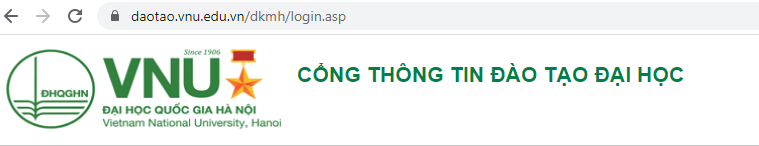 daotao.vnu.edu.vn/dkmh/login.asp
Since 1906
VNU
CỔNG THÔNG TIN ĐÀO TẠO ĐẠI HỌC
ĐHQGHN
ĐẠI HỌC QUỐC GIA HÀ NỘI
Vietnam National University, Hanoi